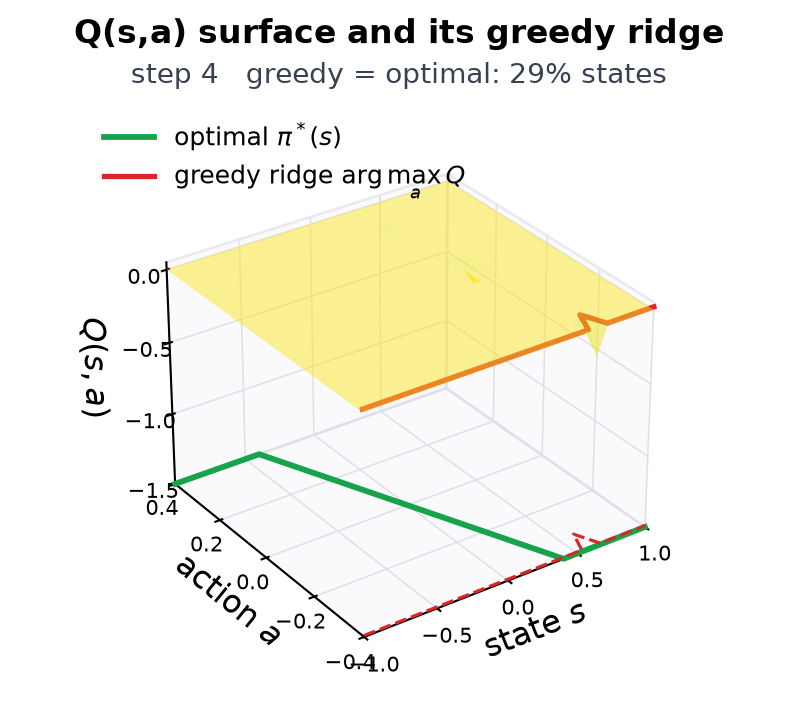 Q(s,a) surface and its greedy ridge
step 4   greedy = optimal: 29% states
optimal π*(s)
greedy ridge arg max Q
a
0.0
−0.5
−1.0
−1.5
Q(s, a)
0.4
0.2
0.0
−0.2
−0.4
action a
−1.0
−0.5
0.0
0.5
1.0
state s